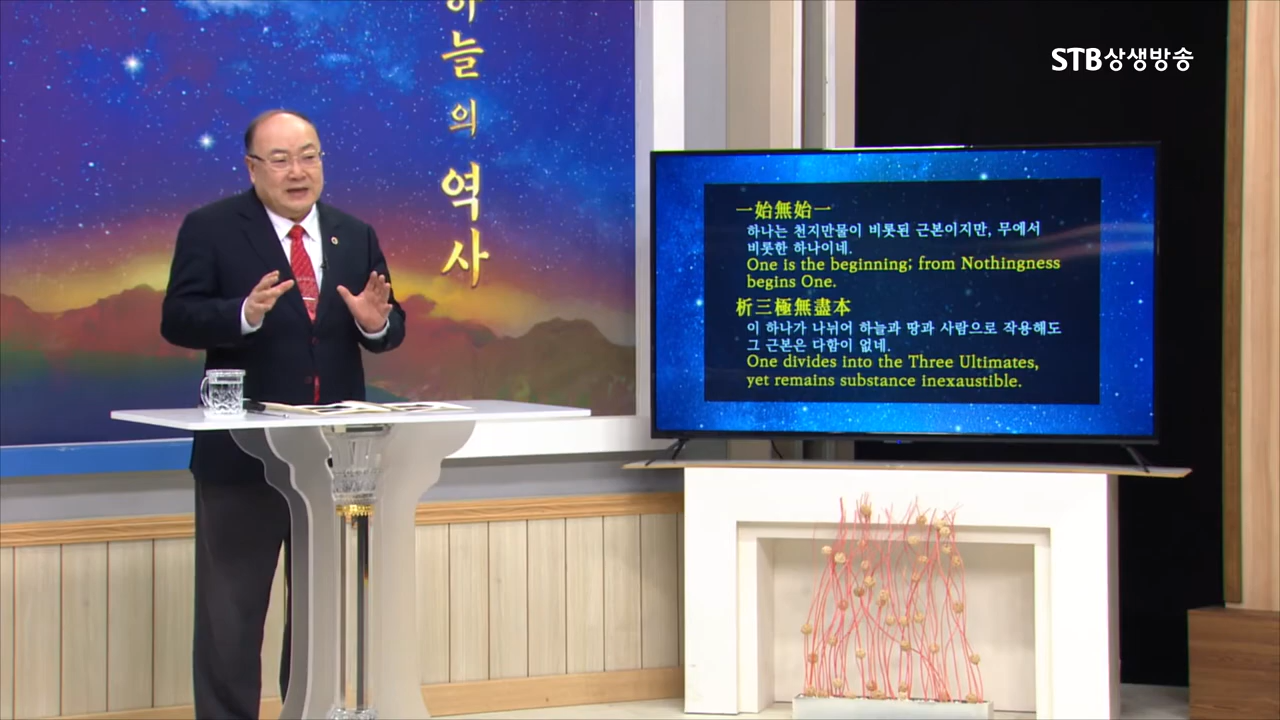 하늘의 역사
STB상생방송
一始無始一
하나는 천지만물이 비롯된 근본이지만, 무에서
비롯한 하나이네.
One is the beginning; from Nothingness
begins One.
析三極無盡本
이 하나가 나뉘어 하늘과 땅과 사람으로 작용해도
그 근본은 다함이 없네.
One divides into the Three Ultimates,
yet remains substance inexaustible.